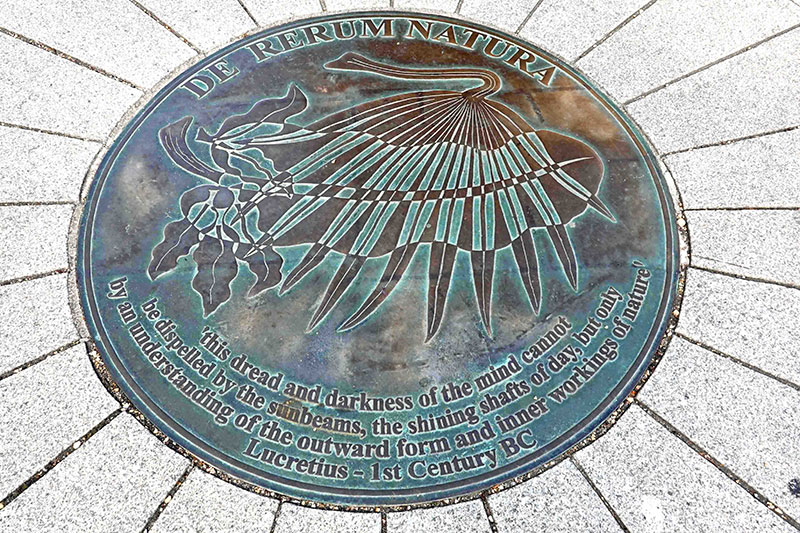 DE RERUM NATURA
'this dread and darkness of the mind cannot
be dispelled by the sunbeams, the shining shafts of day, but only
by an understanding of the outward form and inner workings of nature'
Lucretius - 1st Century BC